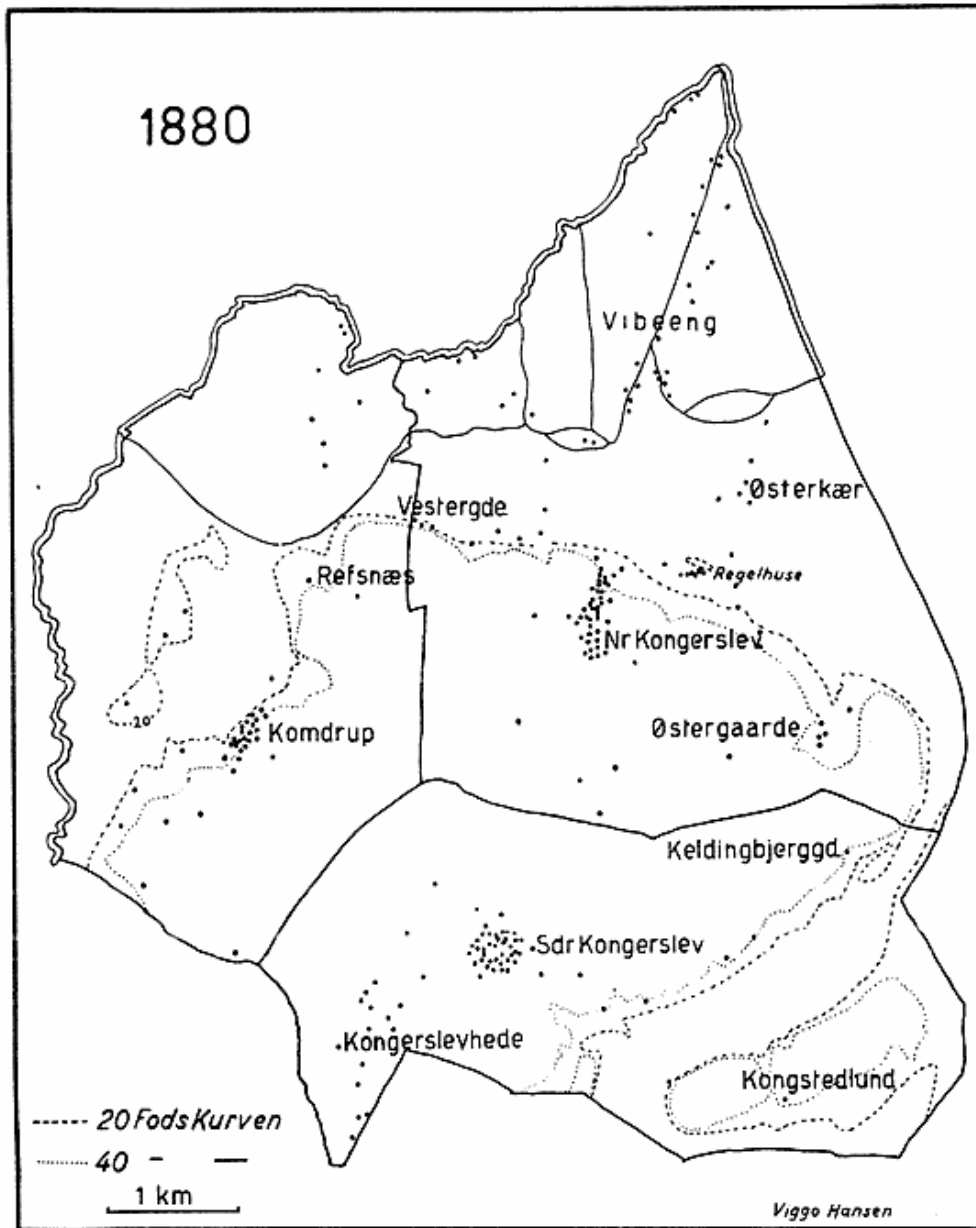 1880
Vibeeng
Østerkær
Vestergde
Refsnæs
Regelhuse
Nr Kongerslev
20'
Komdrup
Østergaarde
Keldingbjerggd.
Sdr Kongerslev
Kongerslevhede
Kongstedlund
20 Fods Kurven
40 - —
1 km
Viggo Hansen